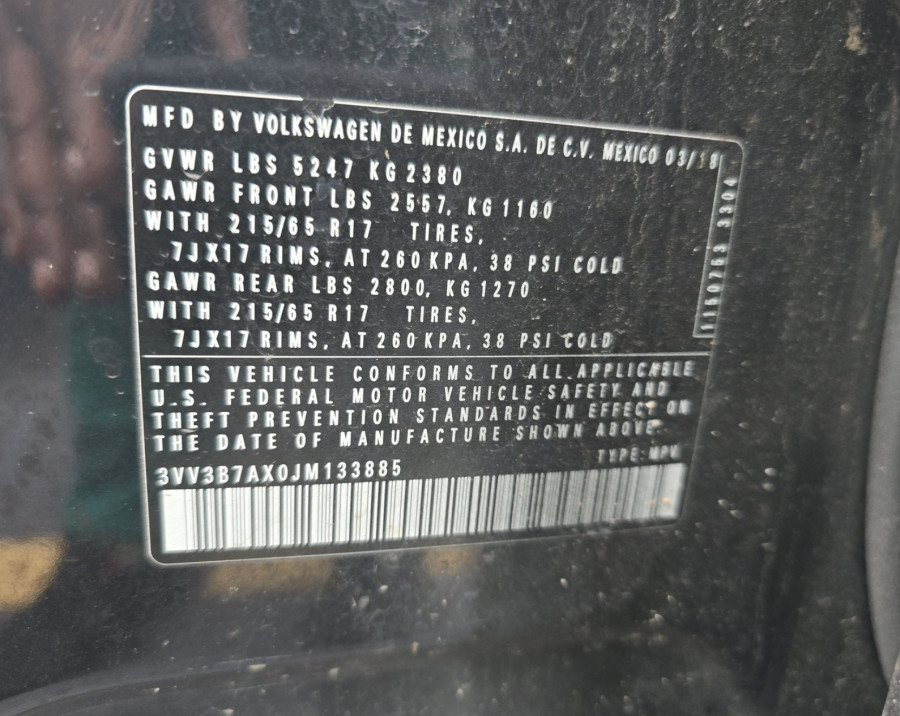 MFD BY VOLKSWAGEN DE MEXICO S.A. DE C.V. MEXICO 03/18
GVWR LBS 5247 KG 2380
GAWR FRONT LBS 2557, KG 1160
WITH 215/65 R17 TIRES,
7JX17 RIMS, AT 260 KPA, 38 PSI COLD
GAWR REAR LBS 2800, KG 1270
WITH 215/65 R17 TIRES,
7JX17 RIMS, AT 260 KPA, 38 PSI COLD
THIS VEHICLE CONFORMS TO ALL APPLICABLE
U.S. FEDERAL MOTOR VEHICLE SAFETY AND
THEFT PREVENTION STANDARDS IN EFFECT ON
THE DATE OF MANUFACTURE SHOWN ABOVE.
TYPE: MPV
3VV3B7AX0JM133885
3304